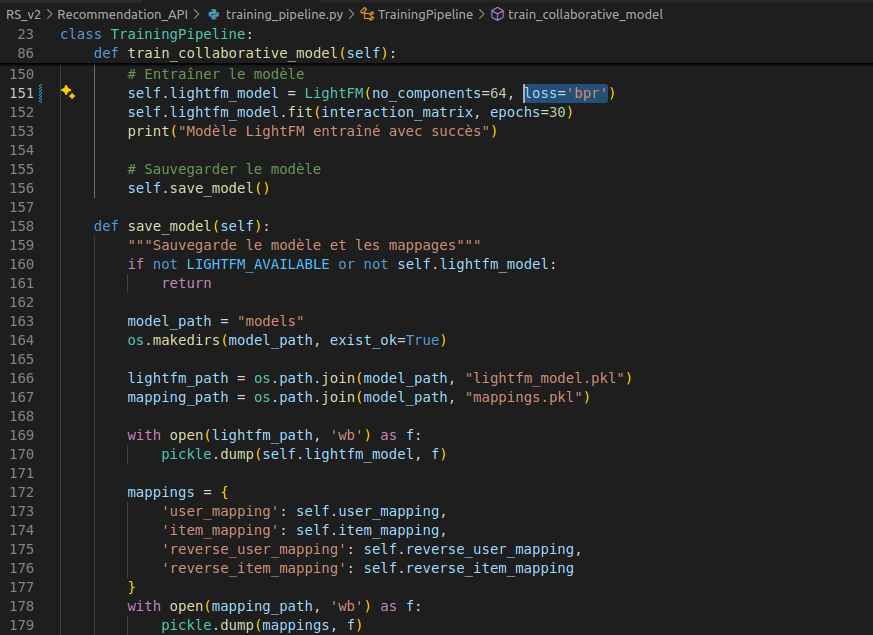 RS_v2 > Recommendation_API > training_pipeline.py > TrainingPipeline > train_collaborative_model
23 class TrainingPipeline:
86     def train_collaborative_model(self):
150         # Entraîner le modèle
151         self.lightfm_model = LightFM(no_components=64, loss='bpr')
152         self.lightfm_model.fit(interaction_matrix, epochs=30)
153         print("Modèle LightFM entraîné avec succès")
154
155         # Sauvegarder le modèle
156         self.save_model()
157
158     def save_model(self):
159         """Sauvegarde le modèle et les mappages"""
160         if not LIGHTFM_AVAILABLE or not self.lightfm_model:
161             return
162
163         model_path = "models"
164         os.makedirs(model_path, exist_ok=True)
165
166         lightfm_path = os.path.join(model_path, "lightfm_model.pkl")
167         mapping_path = os.path.join(model_path, "mappings.pkl")
168
169         with open(lightfm_path, 'wb') as f:
170             pickle.dump(self.lightfm_model, f)
171
172         mappings = {
173             'user_mapping': self.user_mapping,
174             'item_mapping': self.item_mapping,
175             'reverse_user_mapping': self.reverse_user_mapping,
176             'reverse_item_mapping': self.reverse_item_mapping
177         }
178         with open(mapping_path, 'wb') as f:
179             pickle.dump(mappings, f)